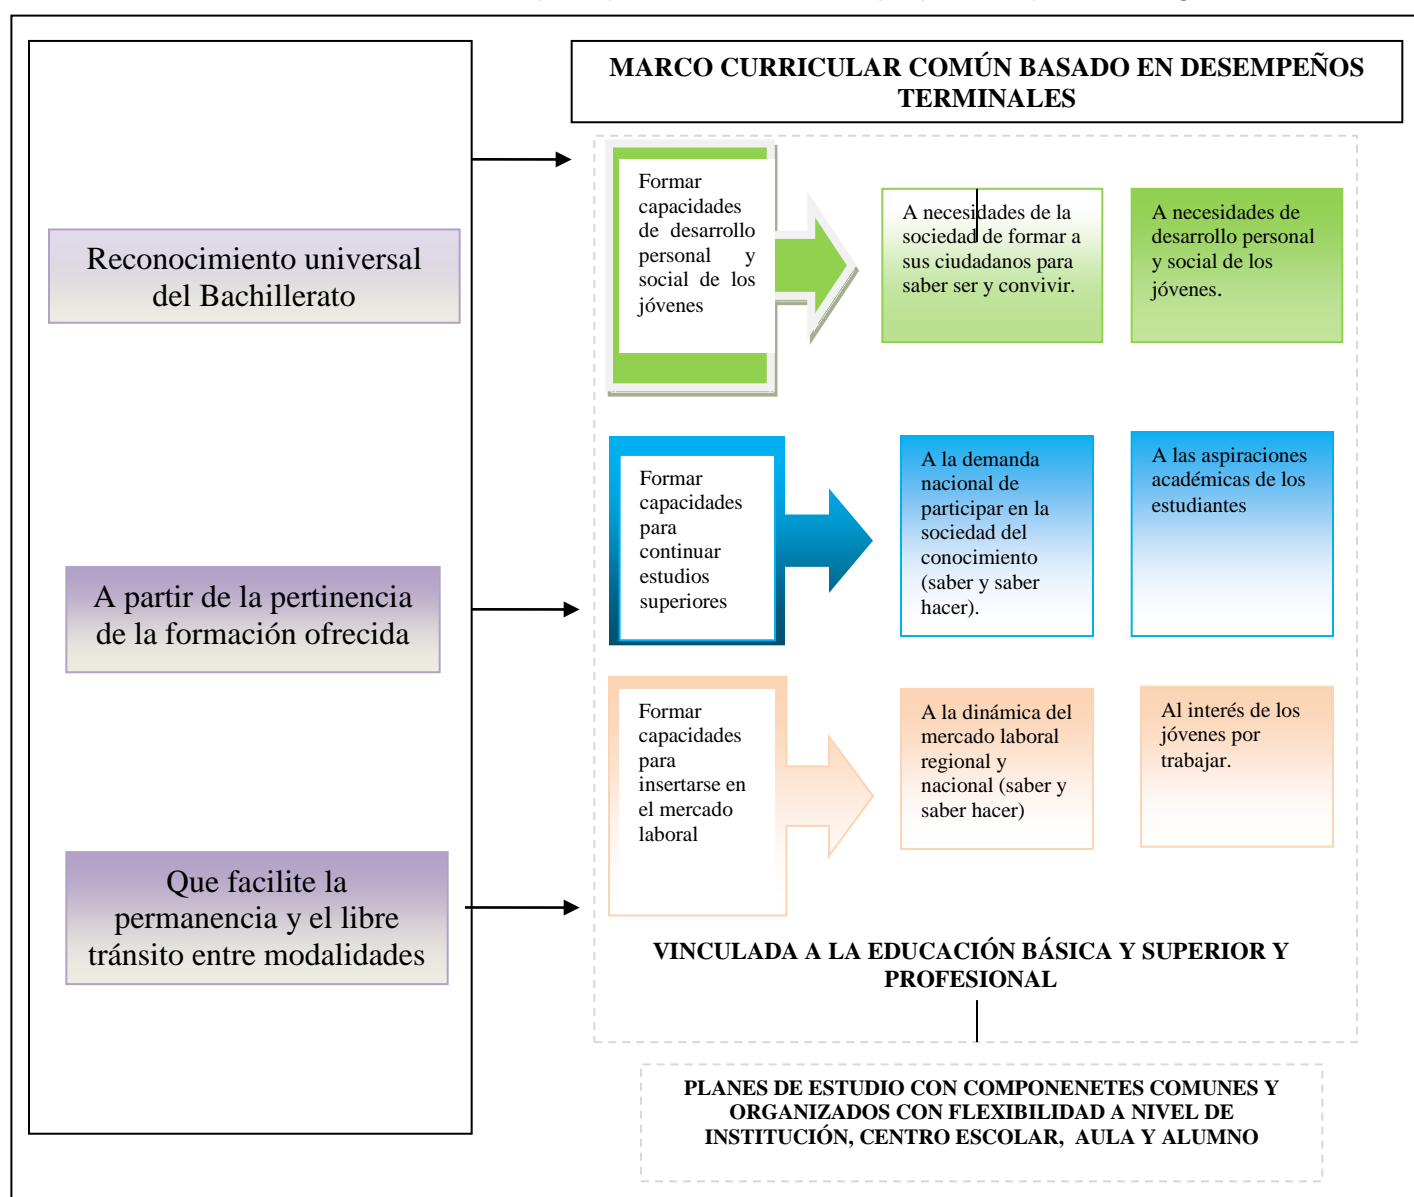 MARCO CURRICULAR COMÚN BASADO EN DESEMPEÑOS
TERMINALES
Reconocimiento universal
del Bachillerato
A partir de la pertinencia
de la formación ofrecida
Que facilite la
permanencia y el libre
tránsito entre modalidades
Formar
capacidades
de desarrollo
personal y
social de los
jóvenes
A necesidades de la
sociedad de formar a
sus ciudadanos para
saber ser y convivir.
A necesidades de
desarrollo personal
y social de los
jóvenes.
Formar
capacidades
para
continuar
estudios
superiores
A la demanda
nacional de
participar en la
sociedad del
conocimiento
(saber y saber
hacer).
A las aspiraciones
académicas de los
estudiantes
Formar
capacidades
para
insertarse en
el mercado
laboral
A la dinámica del
mercado laboral
regional y
nacional (saber y
saber hacer)
Al interés de los
jóvenes por
trabajar.
VINCULADA A LA EDUCACIÓN BÁSICA Y SUPERIOR Y
PROFESIONAL
PLANES DE ESTUDIO CON COMPONENETES COMUNES Y
ORGANIZADOS CON FLEXIBILIDAD A NIVEL DE
INSTITUCIÓN, CENTRO ESCOLAR, AULA Y ALUMNO